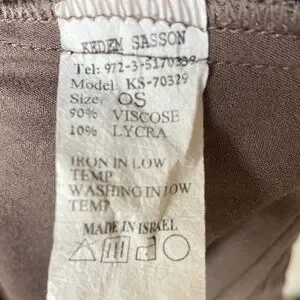 KEDEM SASSON
Tel: 972-3-5170339
Model: KS-70329
Size: OS
90% VISCOSE
10% LYCRA
IRON IN LOW
TEMP
WASHING IN LOW
TEMP
MADE IN ISRAEL